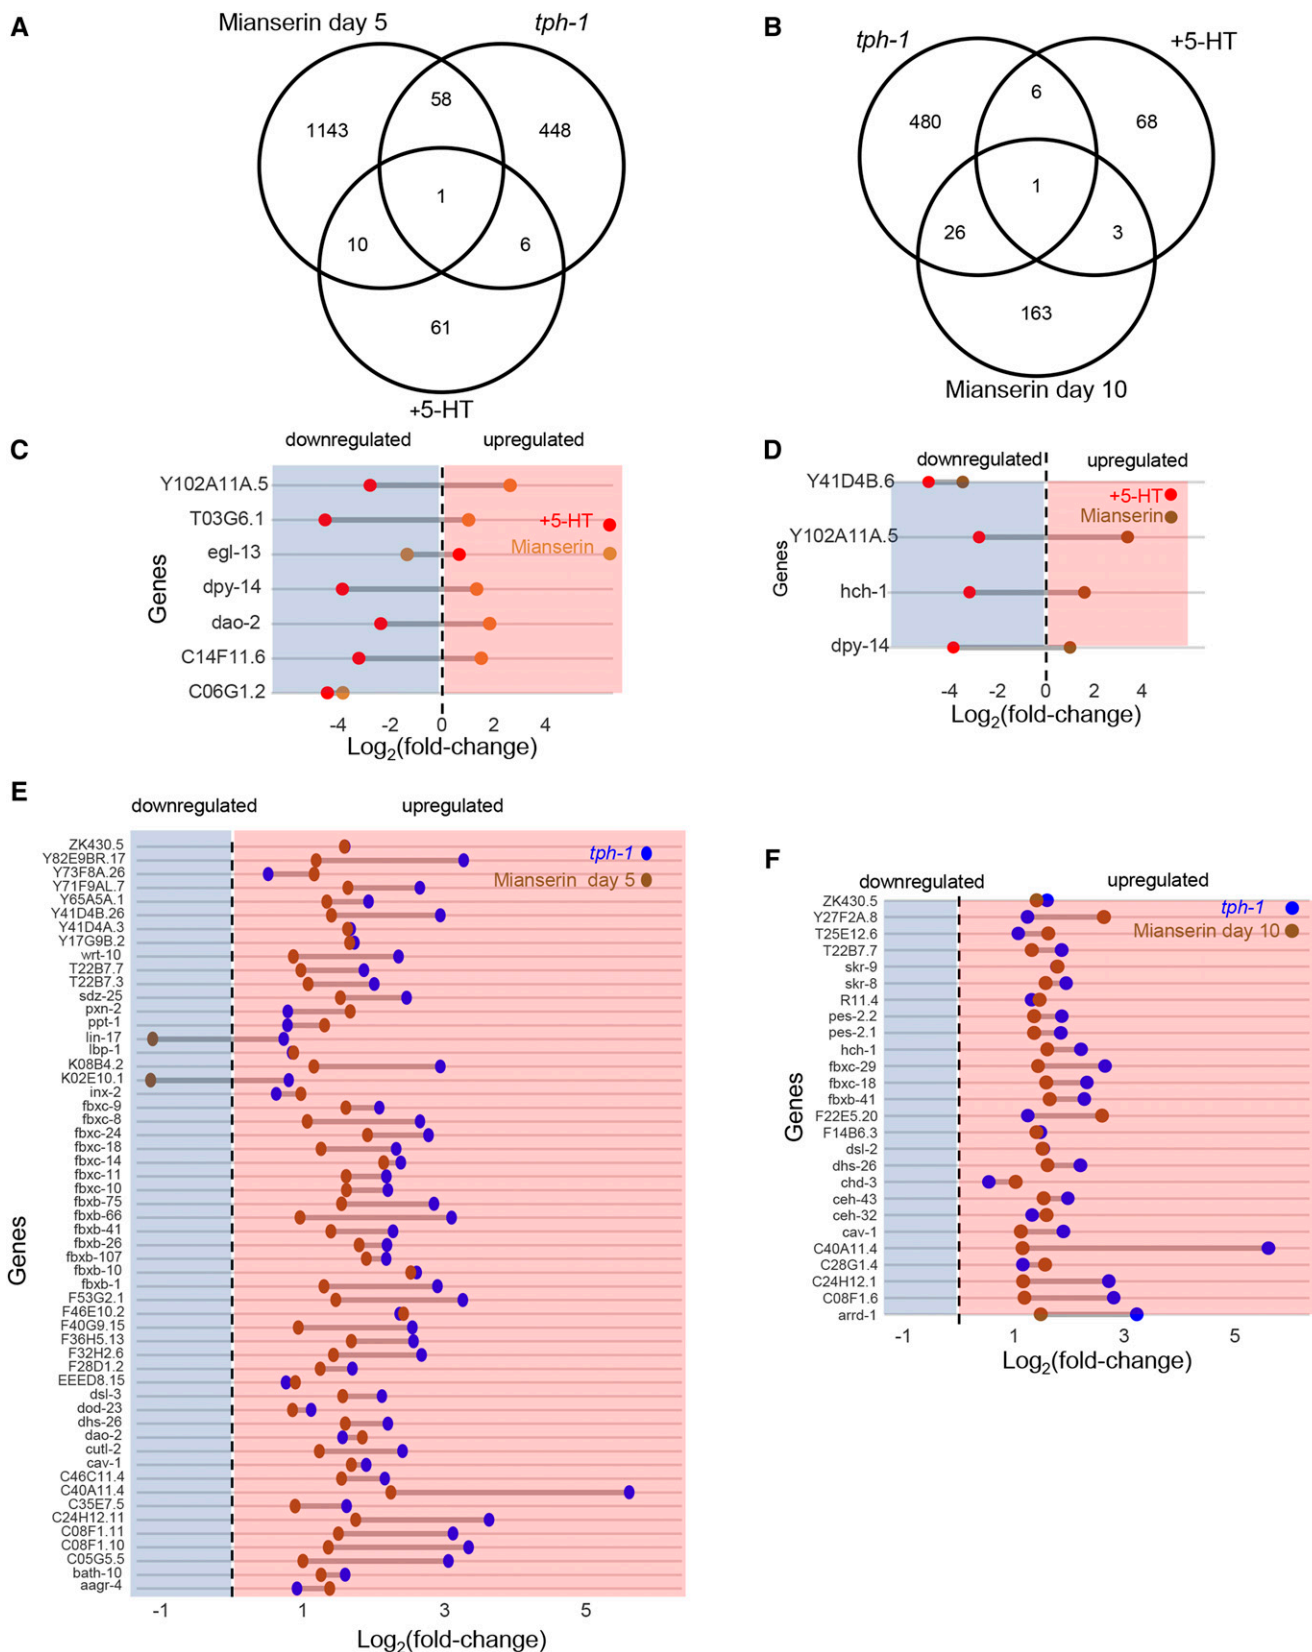 A
Mianserin day 5
tph-1
58
1143
448
1
10
6
61
+5-HT
B
tph-1
+5-HT
6
480
68
1
26
3
163
Mianserin day 10
C
downregulated
upregulated
Y102A11A.5
T03G6.1
+5-HT
egl-13
Mianserin
dpy-14
dao-2
C14F11.6
C06G1.2
Genes
-4 -2 0 2 4
Log2(fold-change)
D
downregulated
upregulated
Y41D4B.6
+5-HT
Mianserin
Y102A11A.5
hch-1
dpy-14
Genes
-4 -2 0 2 4
Log2(fold-change)
E
downregulated
upregulated
ZK430.5
tph-1
Y82E9BR.17
Y73F8A.26
Mianserin day 5
Y71F9AL.7
Y65A5A.1
Y41D4B.26
Y41D4A.3
Y17G9B.2
wrt-10
T22B7.7
T22B7.3
sdz-25
pxn-2
ppt-1
lin-17
lbp-1
K08B4.2
K02E10.1
inx-2
fbxc-9
fbxc-8
fbxc-24
fbxc-18
fbxc-14
fbxc-11
fbxc-10
fbxb-75
fbxb-66
fbxb-41
fbxb-26
fbxb-107
fbxb-10
fbxb-1
F53G2.1
F46E10.2
F40G9.15
F36H5.13
F32H2.6
F28D1.2
EEED8.15
dsl-3
dod-23
dhs-26
dao-2
cutl-2
cav-1
C46C11.4
C40A11.4
C35E7.5
C24H12.11
C08F1.11
C08F1.10
C05G5.5
bath-10
aagr-4
Genes
-1 1 3 5
Log2(fold-change)
F
downregulated
upregulated
ZK430.5
tph-1
Y27F2A.8
T25E12.6
Mianserin day 10
T22B7.7
skr-9
skr-8
R11.4
pes-2.2
pes-2.1
hch-1
fbxc-29
fbxc-18
fbxb-41
F22E5.20
F14B6.3
dsl-2
dhs-26
chd-3
ceh-43
ceh-32
cav-1
C40A11.4
C28G1.4
C24H12.1
C08F1.6
arrd-1
Genes
-1 1 3 5
Log2(fold-change)